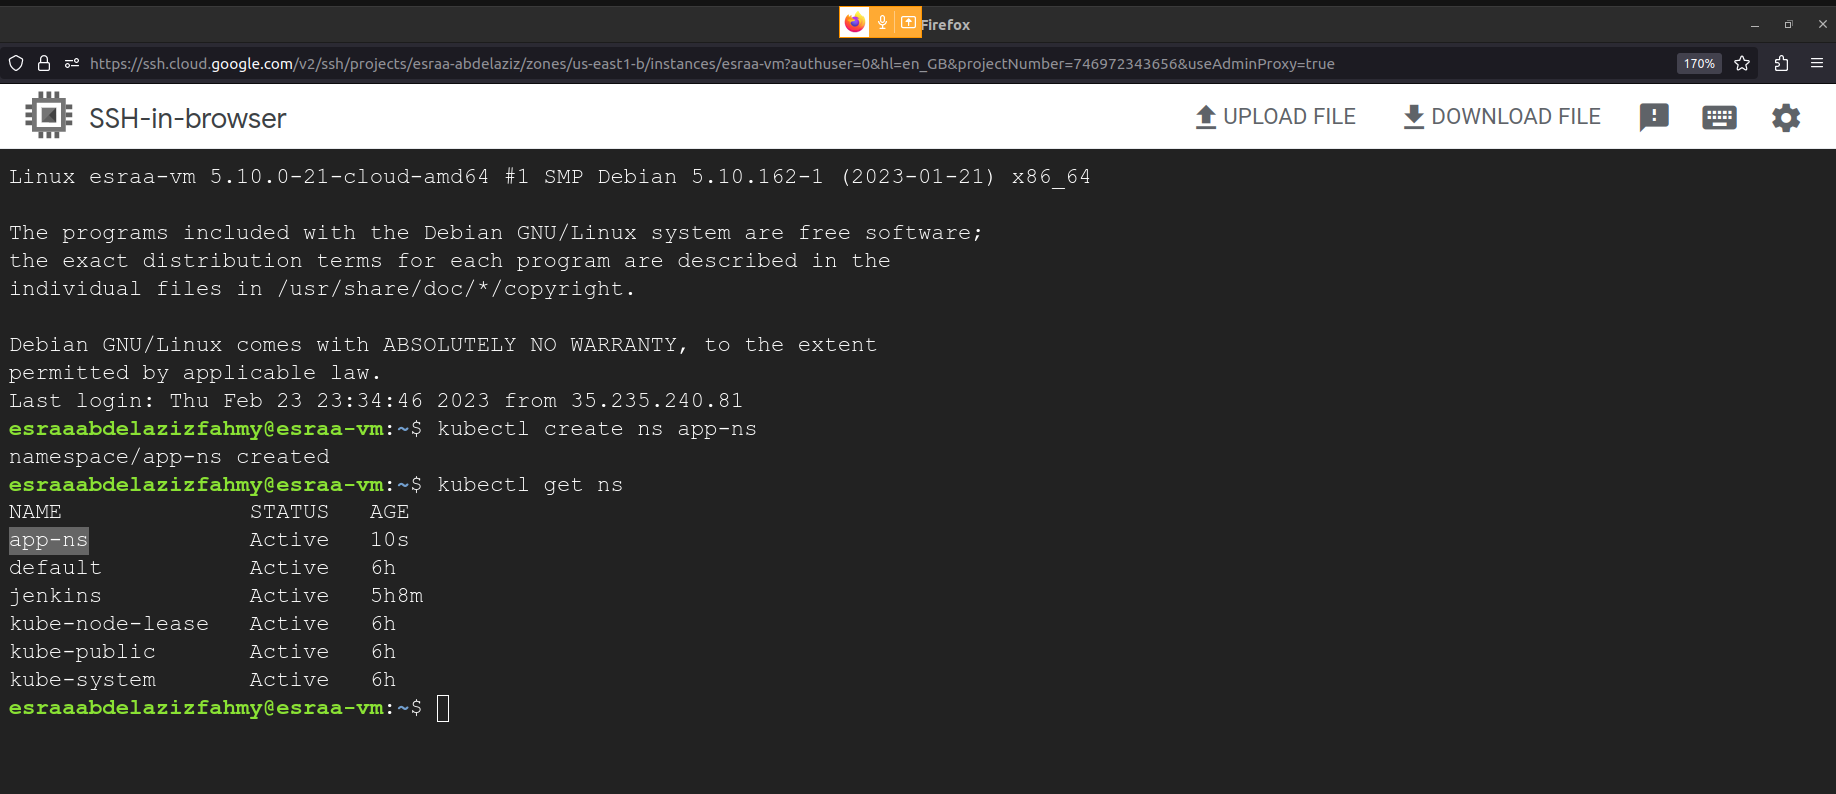 Firefox
https://ssh.cloud.google.com/v2/ssh/projects/esraa-abdelaziz/zones/us-east1-b/instances/esraa-vm?authuser=0&hl=en_GB&projectNumber=746972343656&useAdminProxy=true
170%
SSH-in-browser
UPLOAD FILE
DOWNLOAD FILE
Linux esraa-vm 5.10.0-21-cloud-amd64 #1 SMP Debian 5.10.162-1 (2023-01-21) x86_64
The programs included with the Debian GNU/Linux system are free software;
the exact distribution terms for each program are described in the
individual files in /usr/share/doc/*/copyright.
Debian GNU/Linux comes with ABSOLUTELY NO WARRANTY, to the extent
permitted by applicable law.
Last login: Thu Feb 23 23:34:46 2023 from 35.235.240.81
esraaabdelazizfahmy@esraa-vm:~$ kubectl create ns app-ns
namespace/app-ns created
esraaabdelazizfahmy@esraa-vm:~$ kubectl get ns
NAME STATUS AGE
app-ns Active 10s
default Active 6h
jenkins Active 5h8m
kube-node-lease Active 6h
kube-public Active 6h
kube-system Active 6h
esraaabdelazizfahmy@esraa-vm:~$